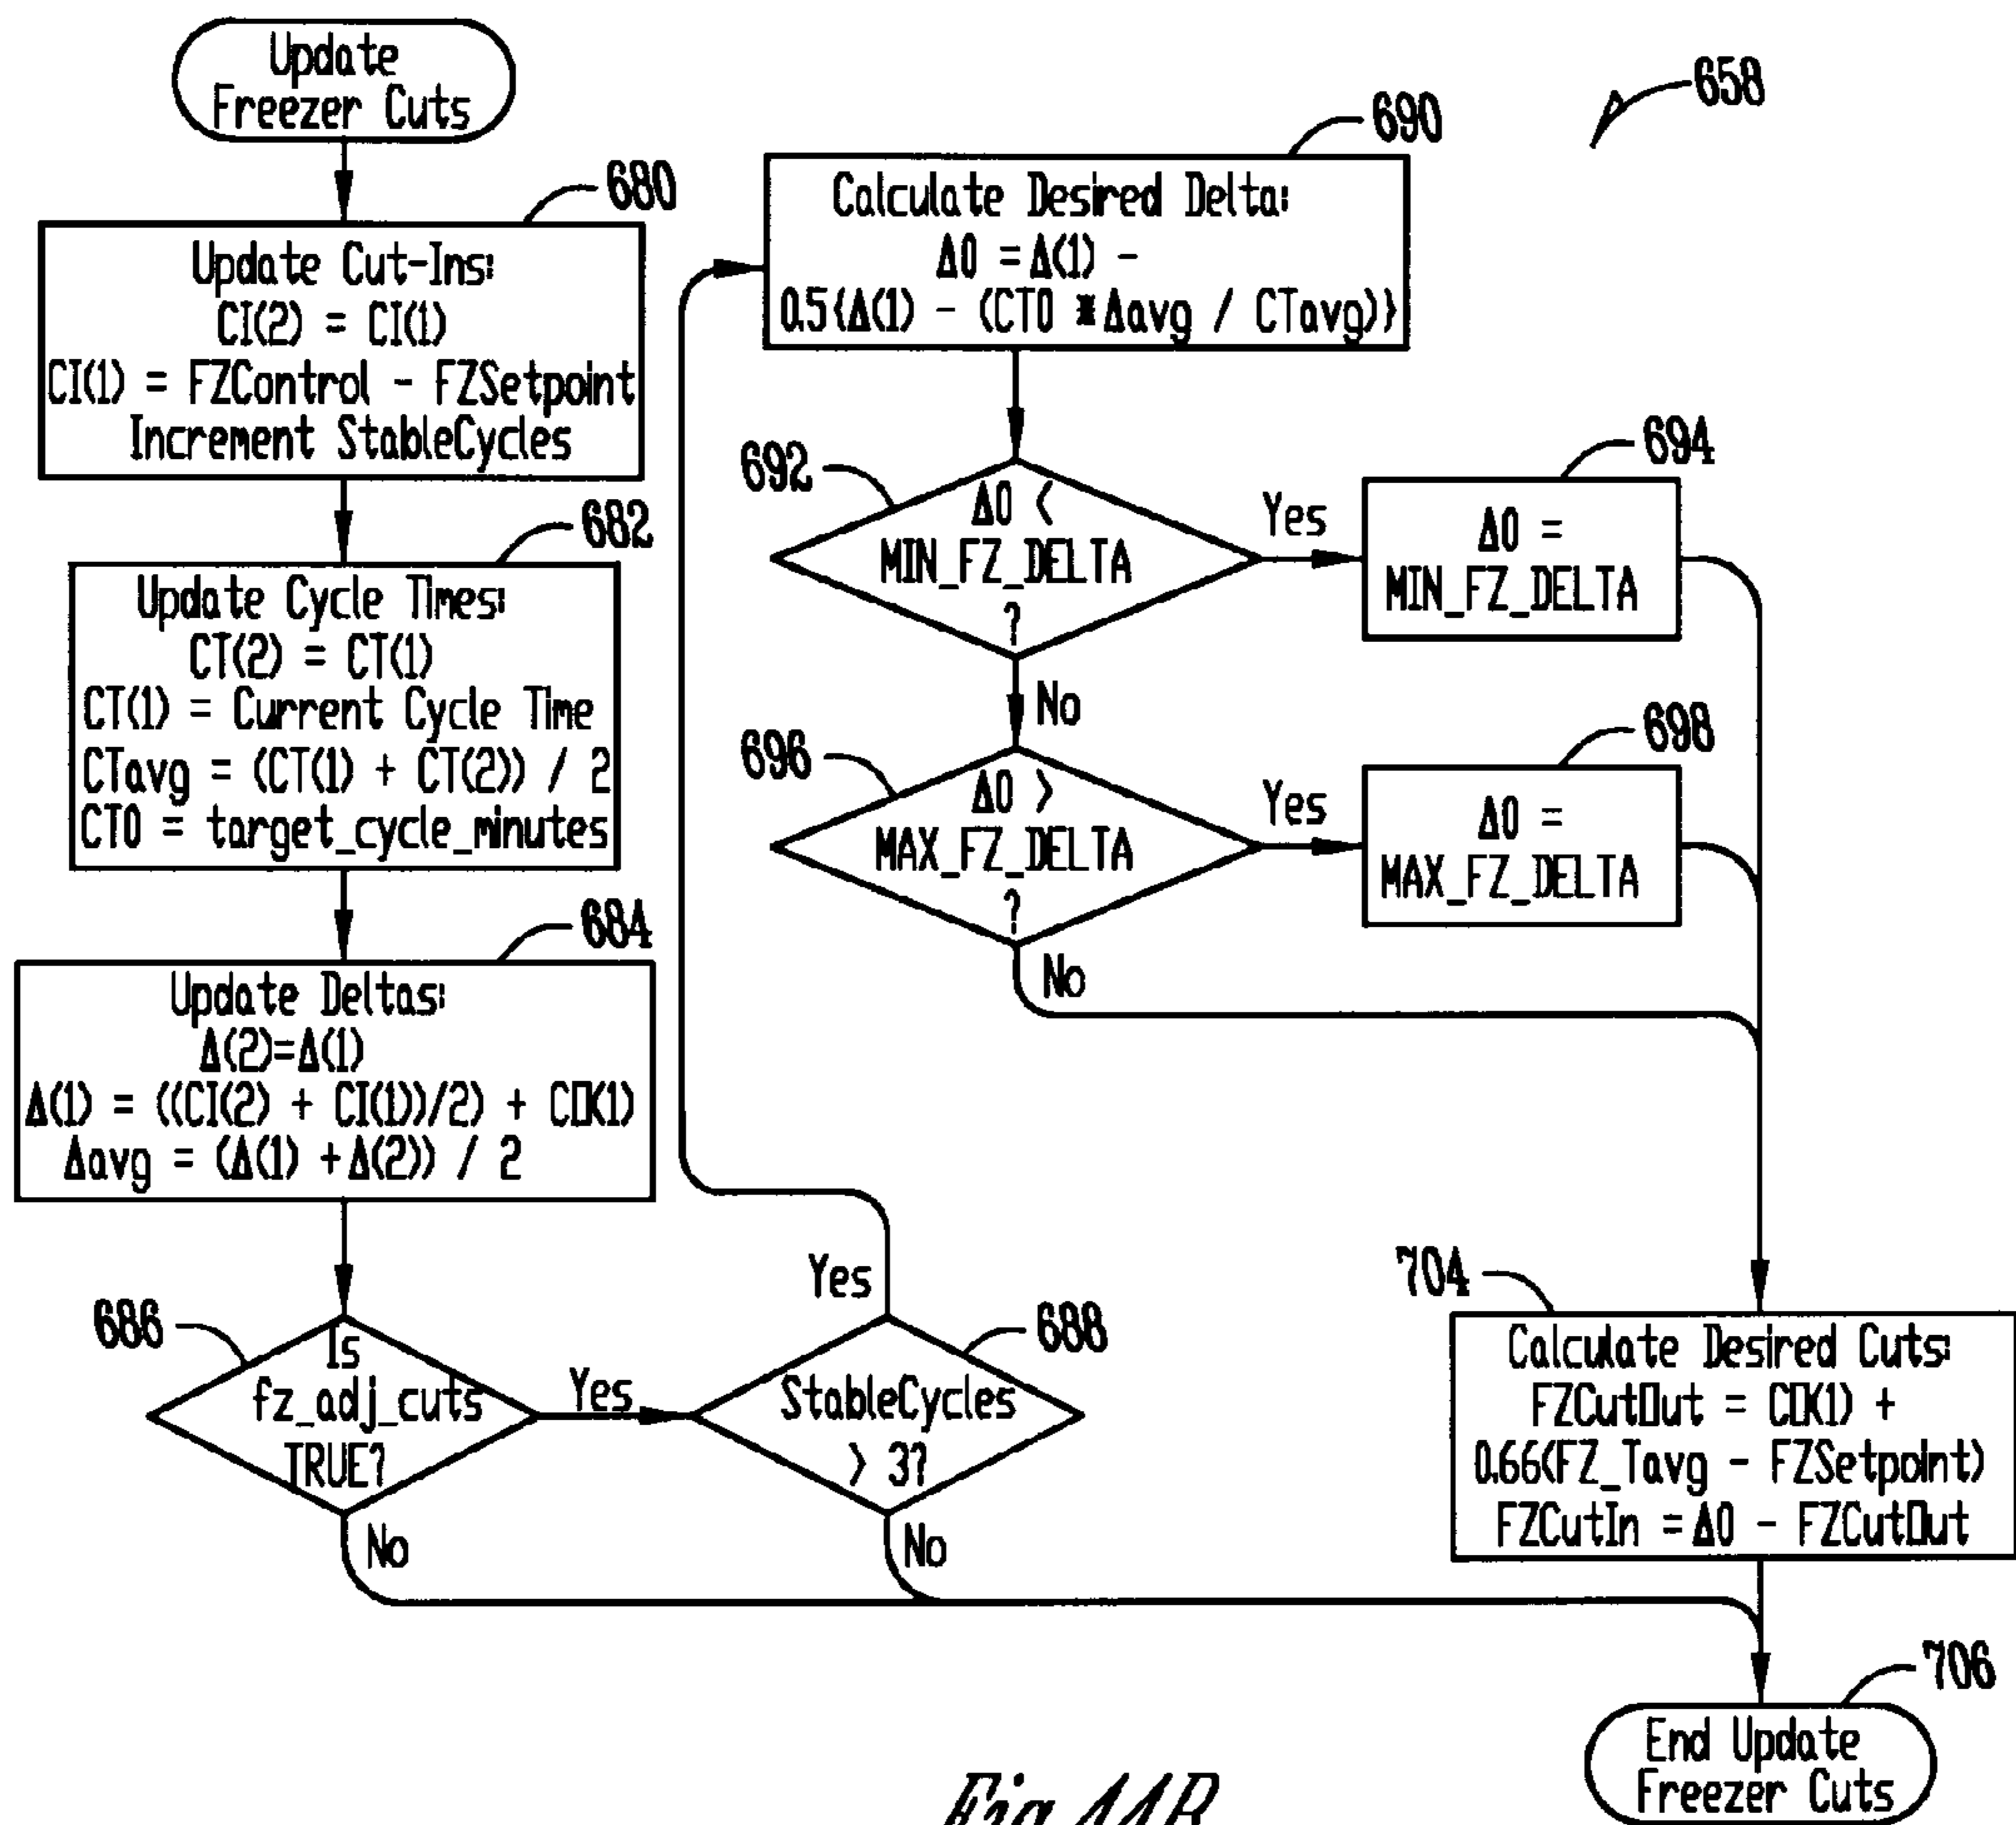 Update
Freezer Cuts
680
Update Cut-Ins:
CI(2) = CI(1)
CI(1) = FZControl - FZSetpoint
Increment StableCycles
682
Update Cycle Times:
CT(2) = CT(1)
CT(1) = Current Cycle Time
CTavg = (CT(1) + CT(2)) / 2
CT0 = target_cycle_minutes
684
Update Deltas:
Δ(2)=Δ(1)
Δ(1) = ((CI(2) + CI(1))/2) + CO(1)
Δavg = (Δ(1) +Δ(2)) / 2
686
Is
fz_adj_cuts
TRUE?
Yes
No
688
StableCycles
> 3?
Yes
No
658
690
Calculate Desired Delta:
Δ0 =Δ(1) -
0.5{Δ(1) - (CT0 *Δavg / CTavg)}
692
Δ0 <
MIN_FZ_DELTA
?
Yes
No
694
Δ0 =
MIN_FZ_DELTA
696
Δ0 >
MAX_FZ_DELTA
?
Yes
No
698
Δ0 =
MAX_FZ_DELTA
704
Calculate Desired Cuts:
FZCutOut = CO(1) +
0.66(FZ_Tavg - FZSetpoint)
FZCutIn =Δ0 - FZCutOut
706
End Update
Freezer Cuts
Fig.44B